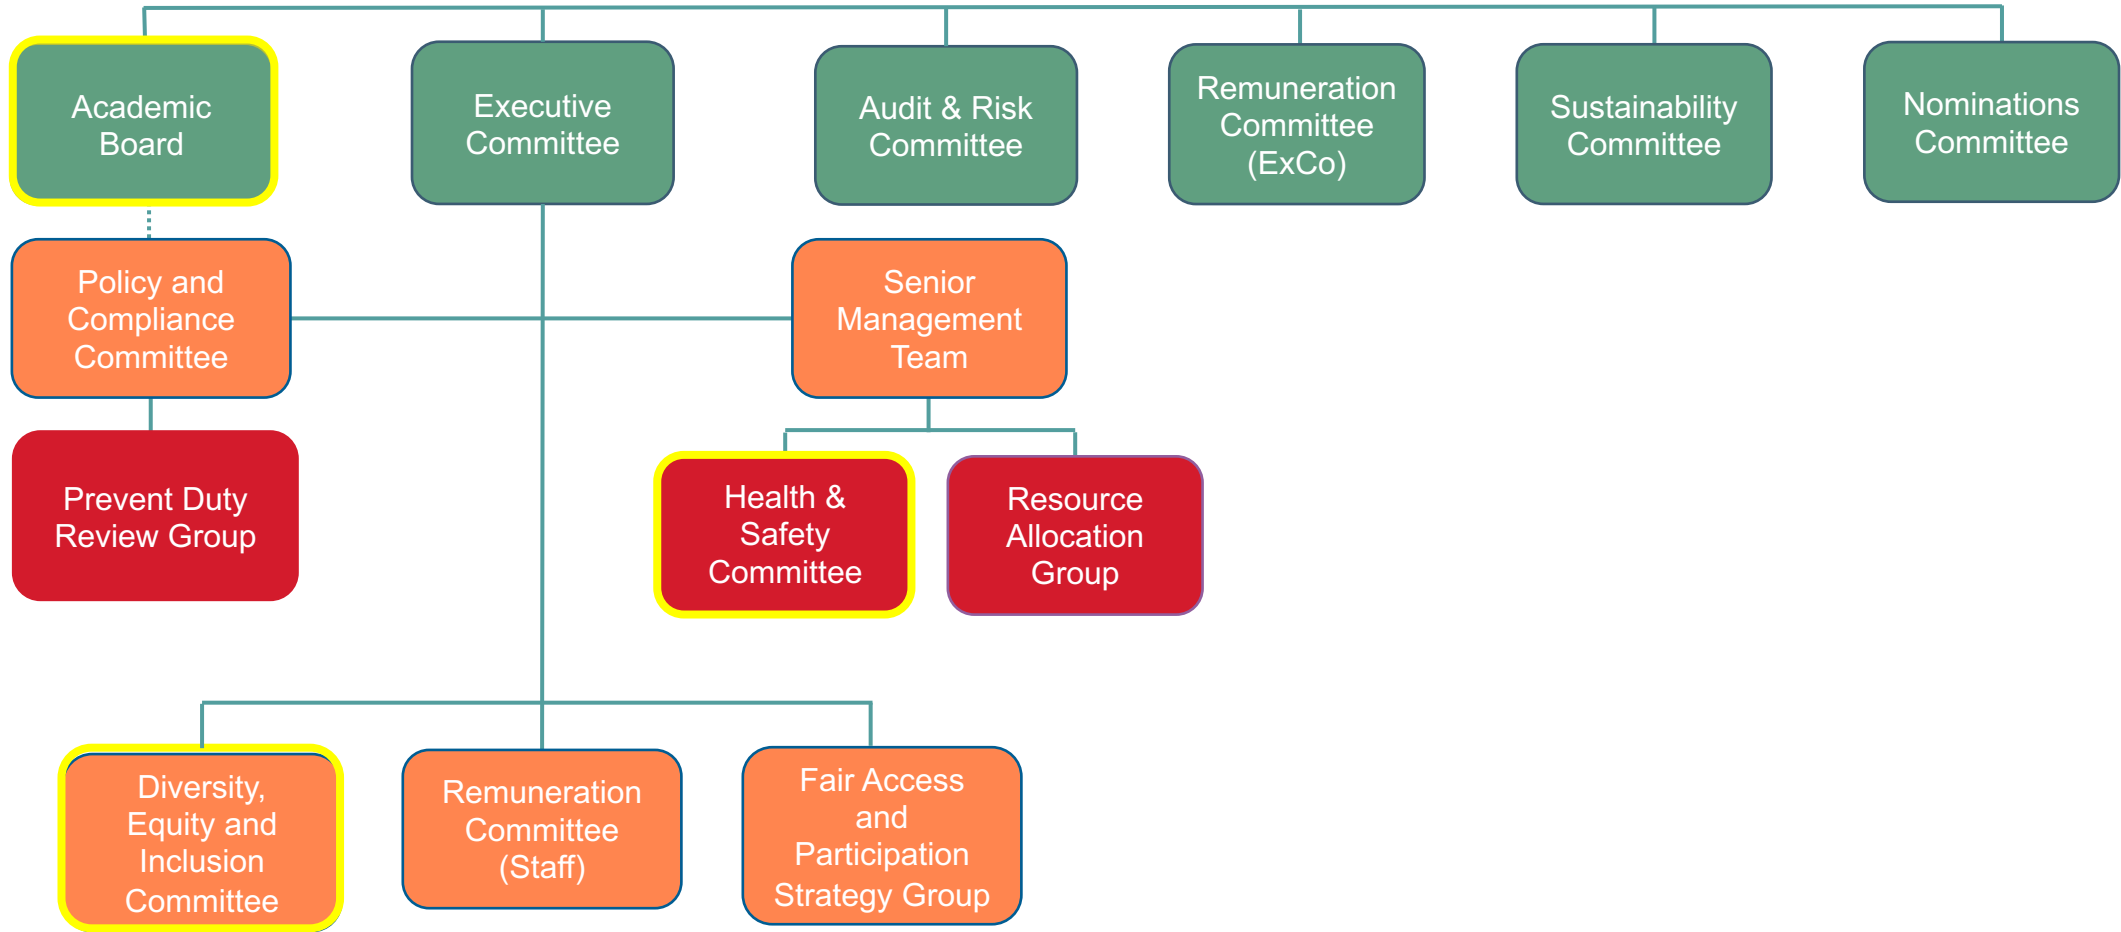 Academic
Board
Executive
Committee
Audit & Risk
Committee
Remuneration
Committee
(ExCo)
Sustainability
Committee
Nominations
Committee
Policy and
Compliance
Committee
Senior
Management
Team
Prevent Duty
Review Group
Health &
Safety
Committee
Resource
Allocation
Group
Diversity,
Equity and
Inclusion
Committee
Remuneration
Committee
(Staff)
Fair Access
and
Participation
Strategy Group